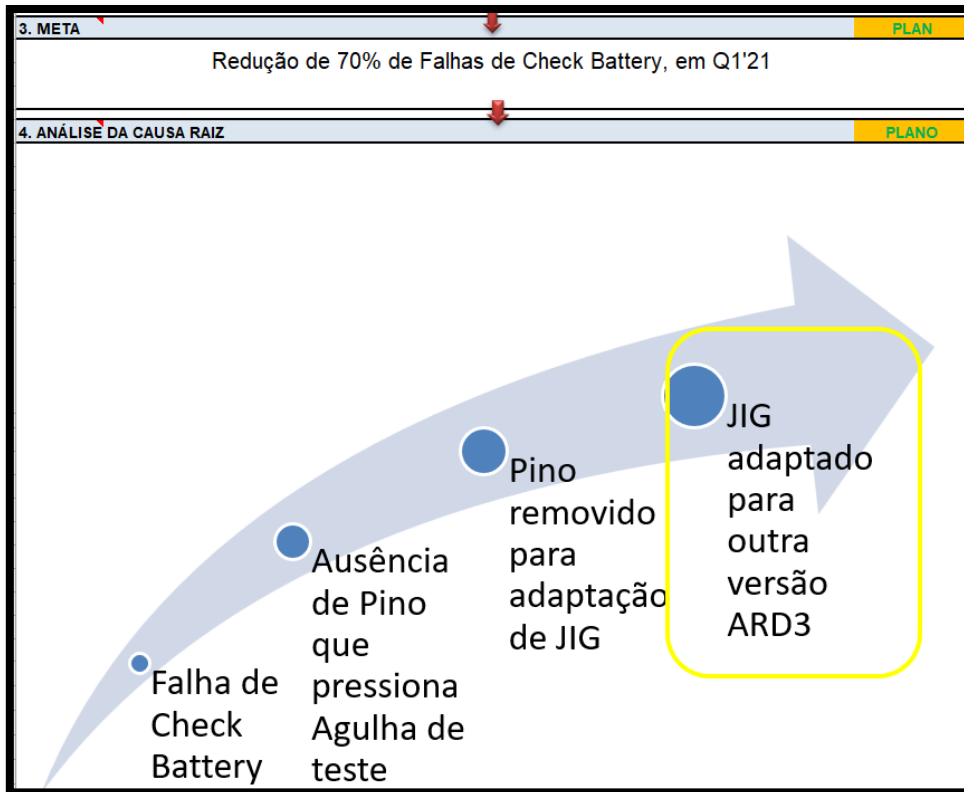 3. META
PLAN
Redução de 70% de Falhas de Check Battery, em Q1'21
4. ANÁLISE DA CAUSA RAIZ
PLANO
Falha de
Check
Battery
Ausência
de Pino
que
pressiona
Agulha de
teste
Pino
removido
para
adaptação
de JIG
JIG
adaptado
para
outra
versão
ARD3